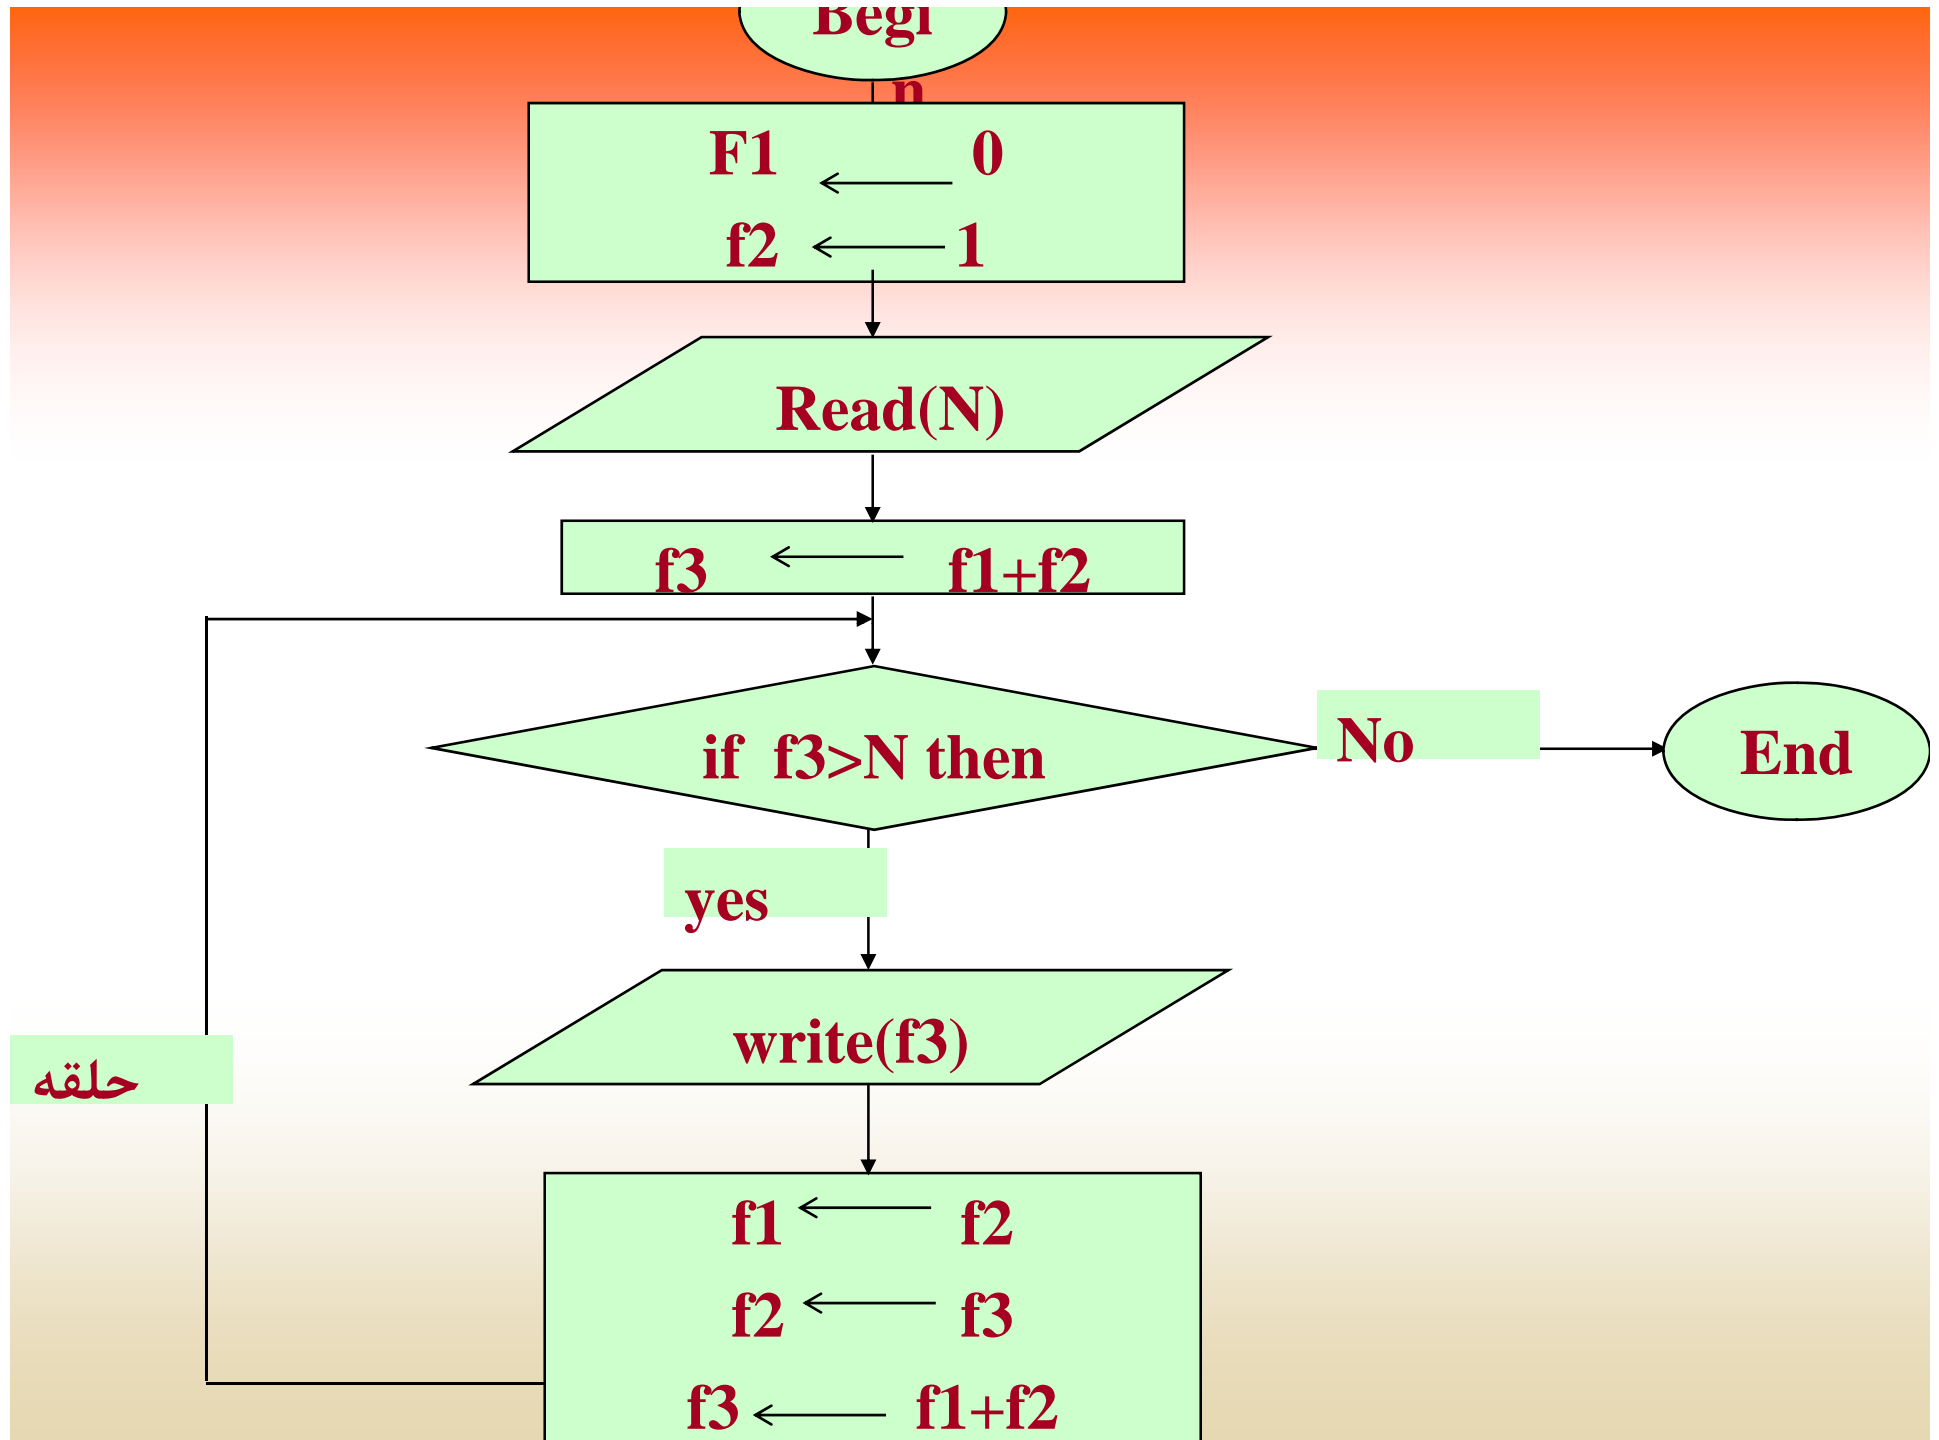 Begi
n
F1 0
f2 1
Read(N)
f3 f1+f2
if f3>N then
No
End
yes
write(f3)
حلقه
f1 f2
f2 f3
f3 f1+f2